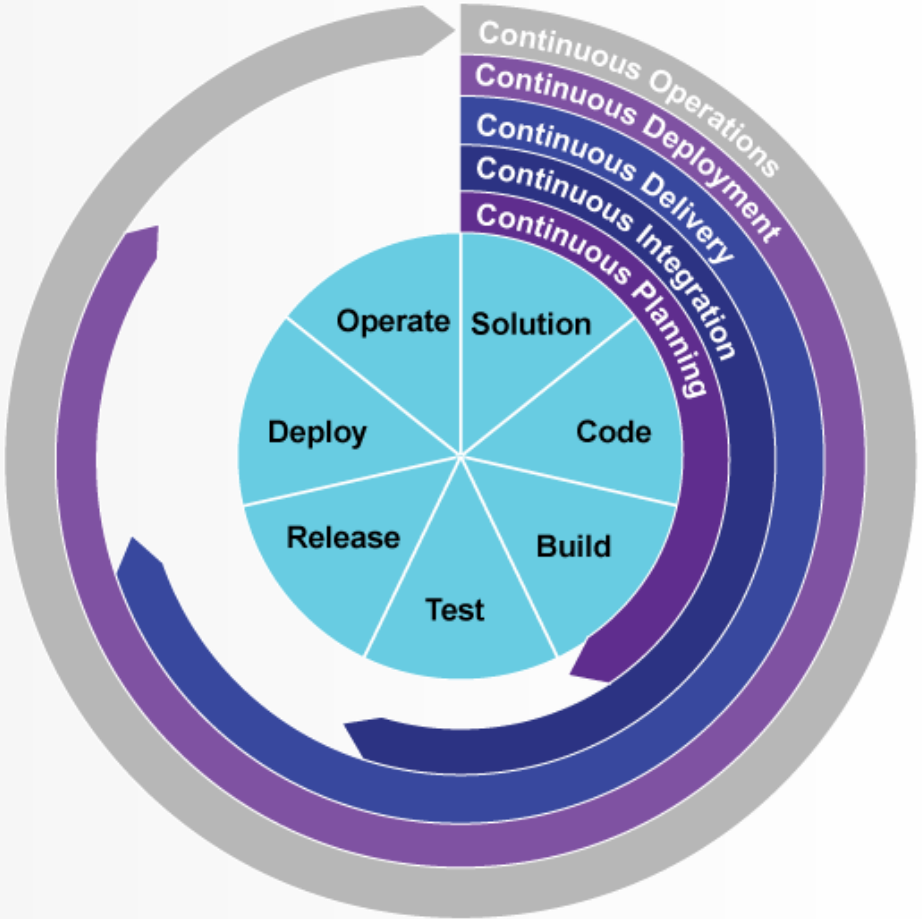 Continuous Operations
Continuous Deployment
Continuous Delivery
Continuous Integration
Continuous Planning
Operate
Solution
Deploy
Code
Release
Build
Test